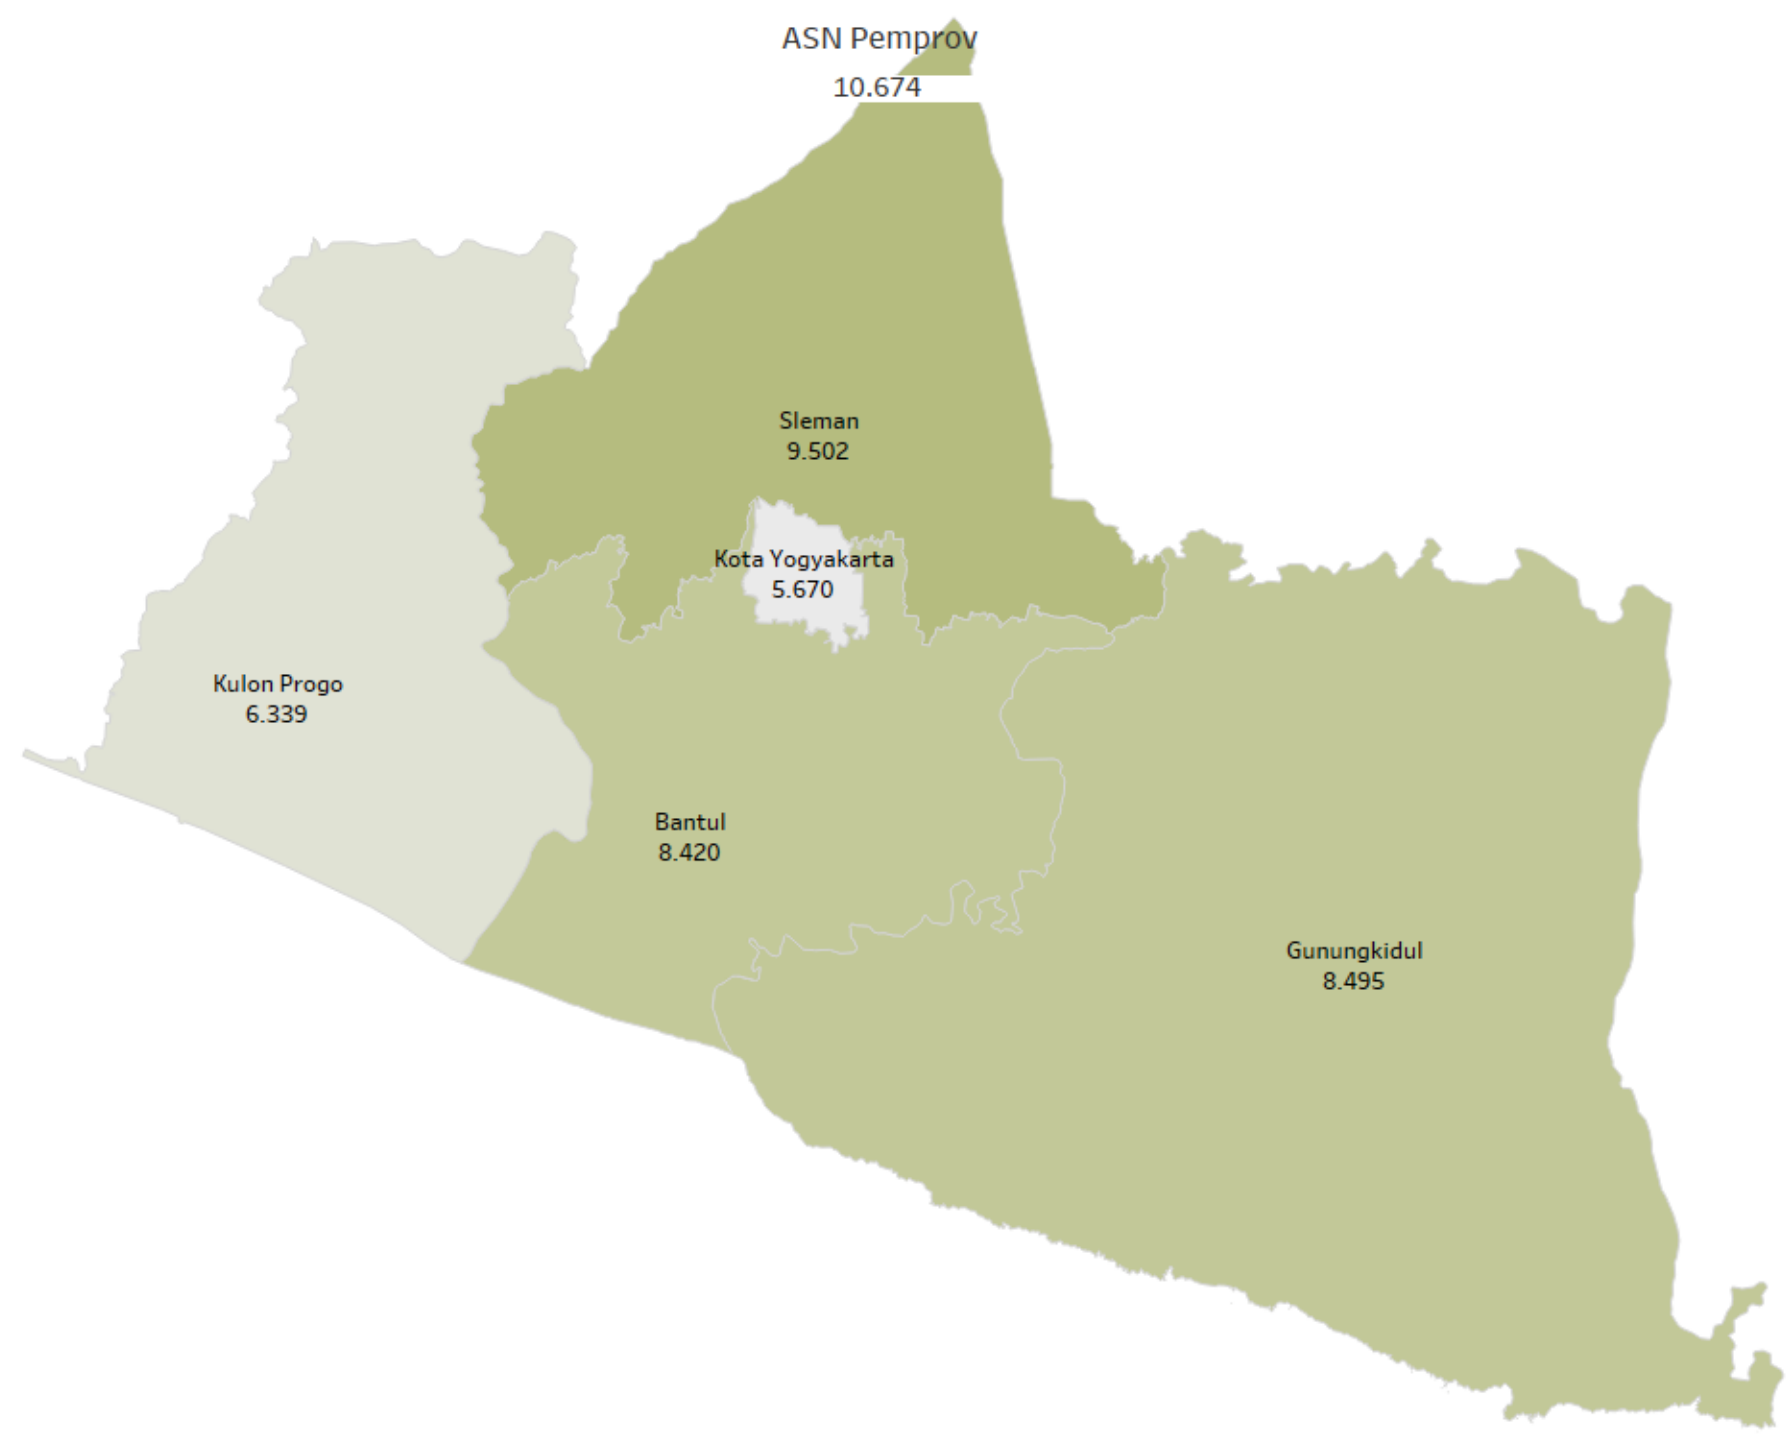 ASN Pemprov
10.674
Sleman
9.502
Kota Yogyakarta
5.670
Kulon Progo
6.339
Bantul
8.420
Gunungkidul
8.495